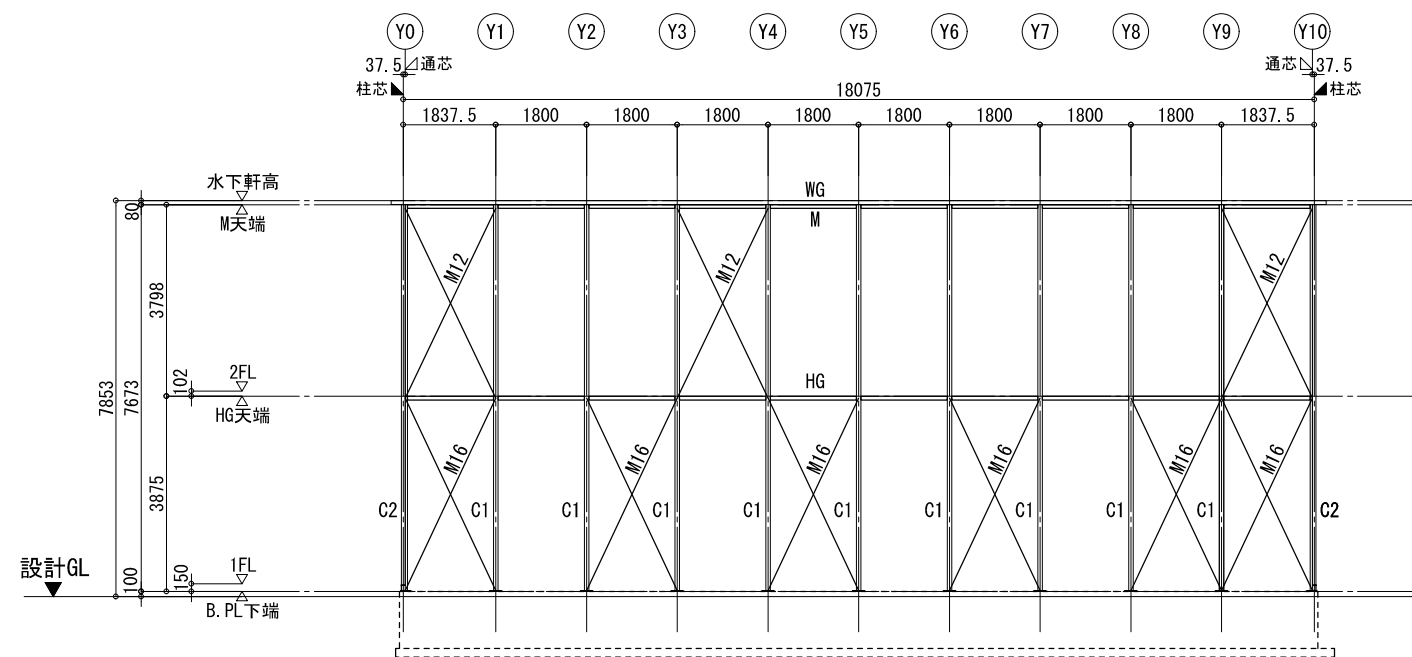 Y0 Y1 Y2 Y3 Y4 Y5 Y6 Y7 Y8 Y9 Y10
37.5 通芯 通芯 37.5
柱芯 18075 柱芯
1837.5 1800 1800 1800 1800 1800 1800 1800 1800 1837.5
水下軒高
WG
80
M天端
M
M12 M12 M12
3798
2FL
102
HG
7853 7673
HG天端
M16 M16 M16 M16 M16 M16
3875
C2 C1 C1 C1 C1 C1 C1 C1 C1 C1 C2
設計GL
1FL
100 150
B.PL下端